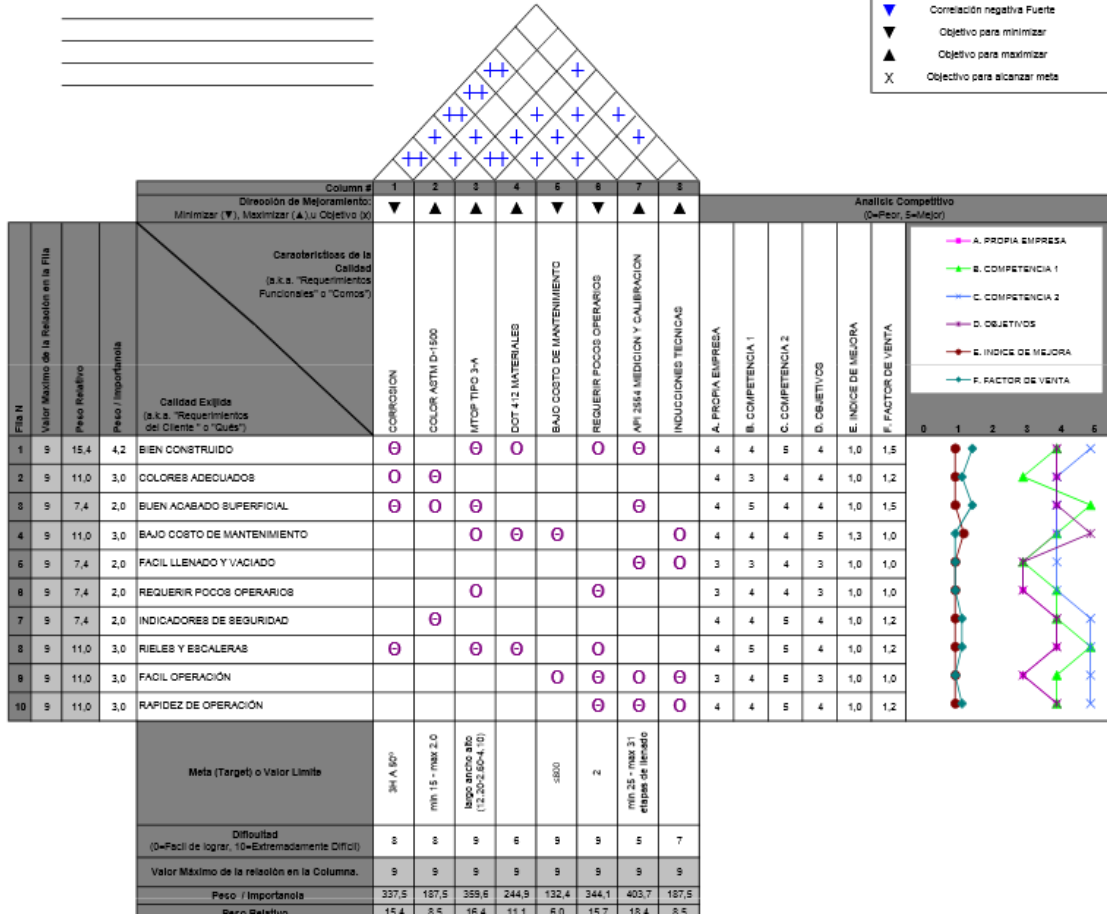 ▼ Correlación negativa Fuerte
▼ Objetivo para minimizar
▲ Objetivo para maximizar
X Objectivo para alcanzar meta
++ +
++ +
++ + + +
+ + + +
++ + ++ + +
Column # 1 2 3 4 5 6 7 8
Dirección de Mejoramiento:
Minimizar (▼), Maximizar (▲),u Objetivo (x) ▼ ▲ ▲ ▲ ▼ ▼ ▲ ▲
Analisis Competitivo
(0=Peor, 5=Mejor)
Fila N
Valor Maximo de la Relación en la Fila
Peso Relativo
Peso / Importancia
Características de la
Calidad
(a.k.a. "Requerimientos
Funcionales" o "Comos")
Calidad Exijida
(a.k.a. "Requerimientos
del Cliente " o "Qués")
CORROSION
COLOR ASTM D-1500
MTOP TIPO 3-A
DOT 412 MATERIALES
BAJO COSTO DE MANTENIMIENTO
REQUERIR POCOS OPERARIOS
API 2554 MEDICION Y CALIBRACION
INDUCCIONES TECNICAS
A. PROPIA EMPRESA
B. COMPETENCIA 1
C. COMPETENCIA 2
D. OBJETIVOS
E. INDICE DE MEJORA
F. FACTOR DE VENTA
A. PROPIA EMPRESA
B. COMPETENCIA 1
C. COMPETENCIA 2
D. OBJETIVOS
E. INDICE DE MEJORA
F. FACTOR DE VENTA
0 1 2 3 4 5
1 9 15,4 4,2 BIEN CONSTRUIDO Θ Θ Ο Ο Θ 4 4 5 4 1,0 1,5
2 9 11,0 3,0 COLORES ADECUADOS Ο Θ 4 3 4 4 1,0 1,2
3 9 7,4 2,0 BUEN ACABADO SUPERFICIAL Θ Ο Θ Θ 4 5 4 4 1,0 1,5
4 9 11,0 3,0 BAJO COSTO DE MANTENIMIENTO Ο Θ Θ Ο 4 4 4 5 1,3 1,0
5 9 7,4 2,0 FACIL LLENADO Y VACIADO Θ Ο 3 3 4 3 1,0 1,0
6 9 7,4 2,0 REQUERIR POCOS OPERARIOS Ο Θ 3 4 4 3 1,0 1,0
7 9 7,4 2,0 INDICADORES DE SEGURIDAD Θ 4 4 5 4 1,0 1,2
8 9 11,0 3,0 RIELES Y ESCALERAS Θ Θ Θ Ο 4 5 5 4 1,0 1,2
9 9 11,0 3,0 FACIL OPERACIÓN Ο Θ Ο Θ 3 4 5 3 1,0 1,0
10 9 11,0 3,0 RAPIDEZ DE OPERACIÓN Θ Θ Ο 4 4 5 4 1,0 1,2
Meta (Target) o Valor Limite
3H A 50º
min 15 - max 2.0
largo ancho alto
(12.20-2.60-4.10)
≤800
2
min 25 - max 31
etapas de llenado
Dificultad
(0=Facil de lograr, 10=Extremadamente Dificil) 8 8 9 6 9 9 5 7
Valor Máximo de la relación en la Columna. 9 9 9 9 9 9 9 9
Peso / Importancia 337,5 187,5 359,6 244,9 132,4 344,1 403,7 187,5
Peso Relativo 15,4 8,5 16,4 11,1 6,0 15,7 18,4 8,5